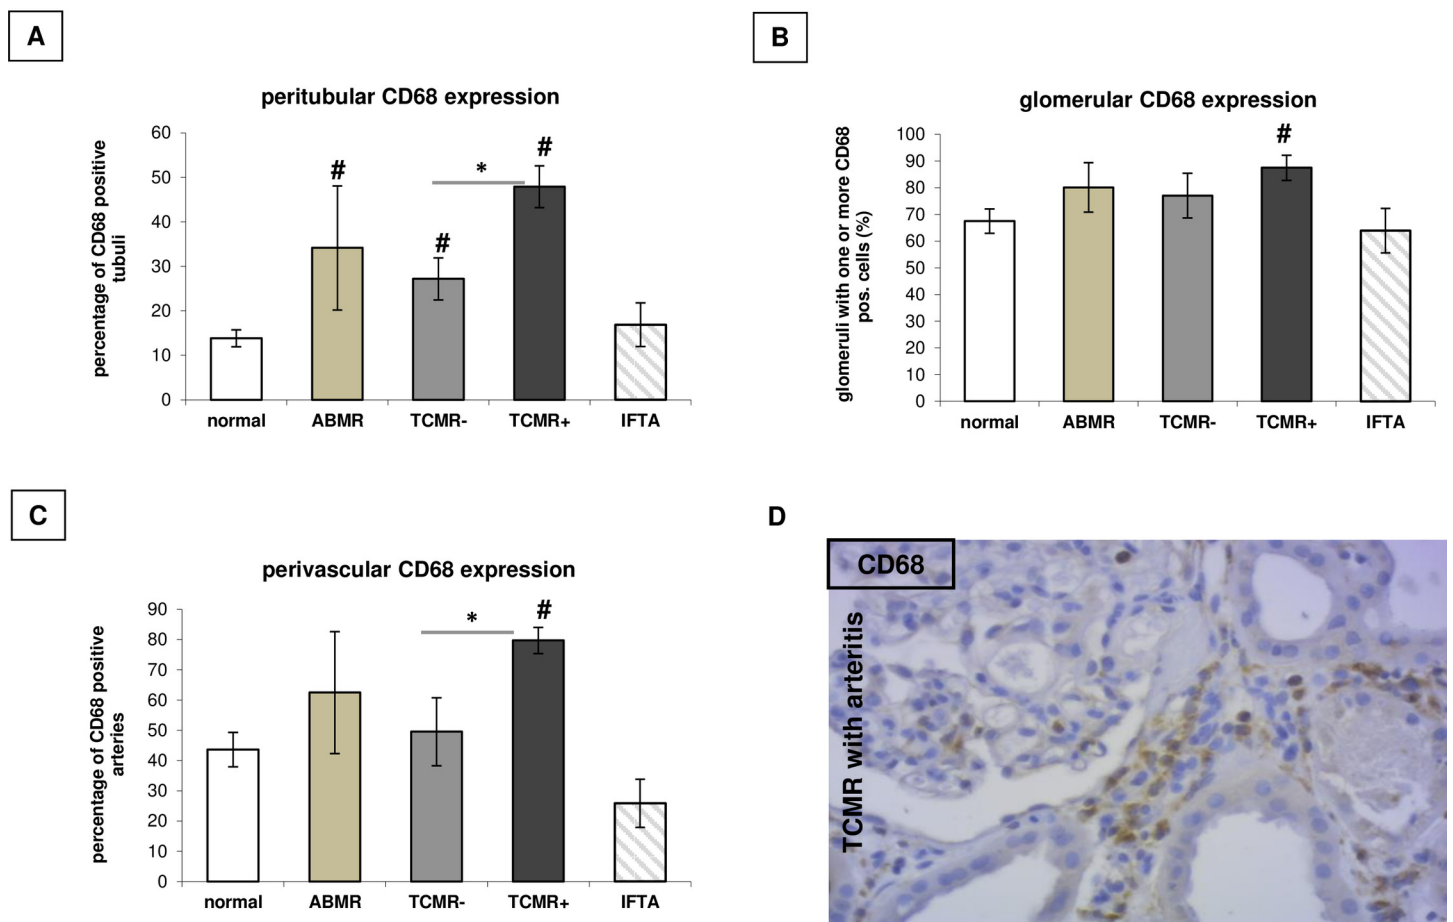 A
peritubular CD68 expression
percentage of CD68 positive
tubuli
60
50
40
30
20
10
0
#
#
*
#
normal
ABMR
TCMR-
TCMR+
IFTA
B
glomerular CD68 expression
glomeruli with one or more CD68
pos. cells (%)
100
90
80
70
60
50
40
30
20
10
0
#
normal
ABMR
TCMR-
TCMR+
IFTA
C
perivascular CD68 expression
percentage of CD68 positive
arteries
90
80
70
60
50
40
30
20
10
0
*
#
normal
ABMR
TCMR-
TCMR+
IFTA
D
CD68
TCMR with arteritis